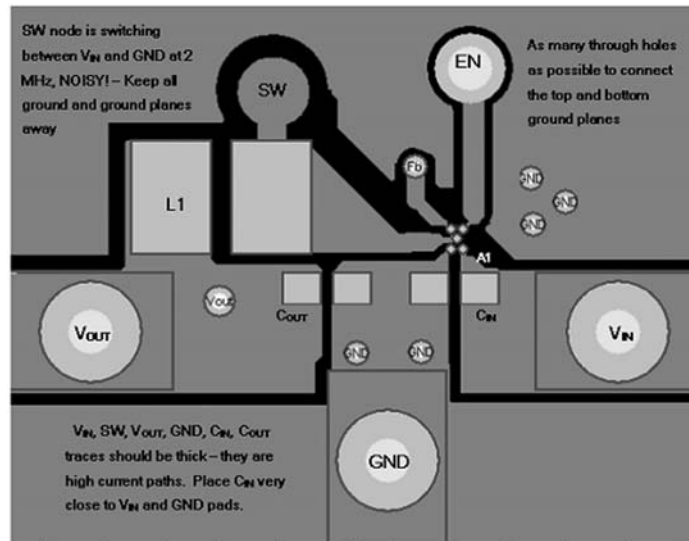 SW node is switching
between VIN and GND at 2
MHz, NOISY! – Keep all
ground and ground planes
away
SW
EN
As many through holes
as possible to connect
the top and bottom
ground planes
Fb
GND
GND
GND
L1
A1
VOUT
Vout
COUT
CIN
VIN
GND
GND
VIN, SW, VOUT, GND, CIN, COUT
traces should be thick – they are
high current paths. Place CIN very
close to VIN and GND pads.
GND